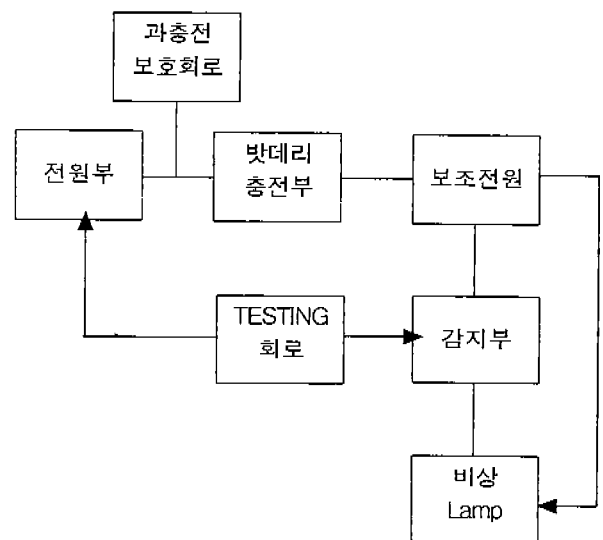 과충전
보호회로
전원부
밧데리
충전부
보조전원
TESTING
회로
감지부
비상
Lamp